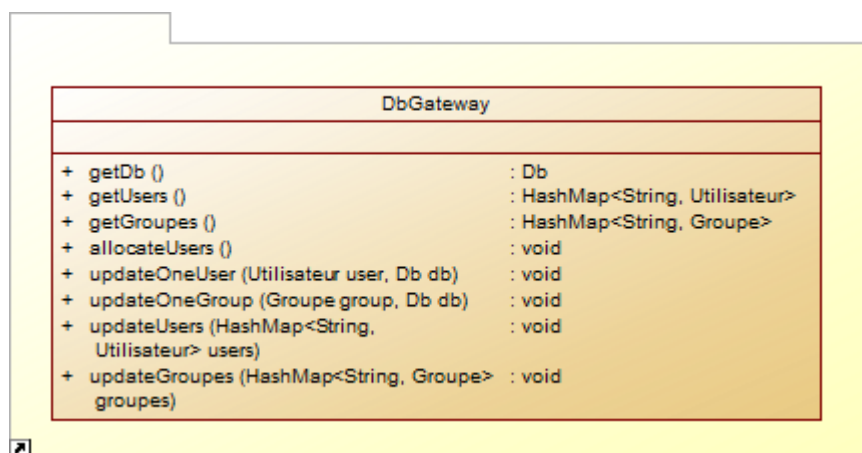 DbGateway
+ getDb () : Db
+ getUsers () : HashMap<String, Utilisateur>
+ getGroupes () : HashMap<String, Groupe>
+ allocateUsers () : void
+ updateOneUser (Utilisateur user, Db db) : void
+ updateOneGroup (Groupe group, Db db) : void
+ updateUsers (HashMap<String, : void
Utilisateur> users)
+ updateGroupes (HashMap<String, Groupe> : void
groupes)